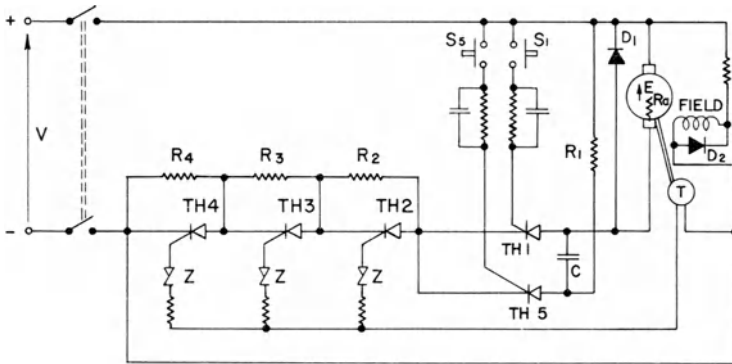 +
S5
S1
D1
E
Ra
FIELD
V
R4
R3
R2
R1
D2
T
TH4
TH3
TH2
−
TH1
Z
Z
Z
C
TH5